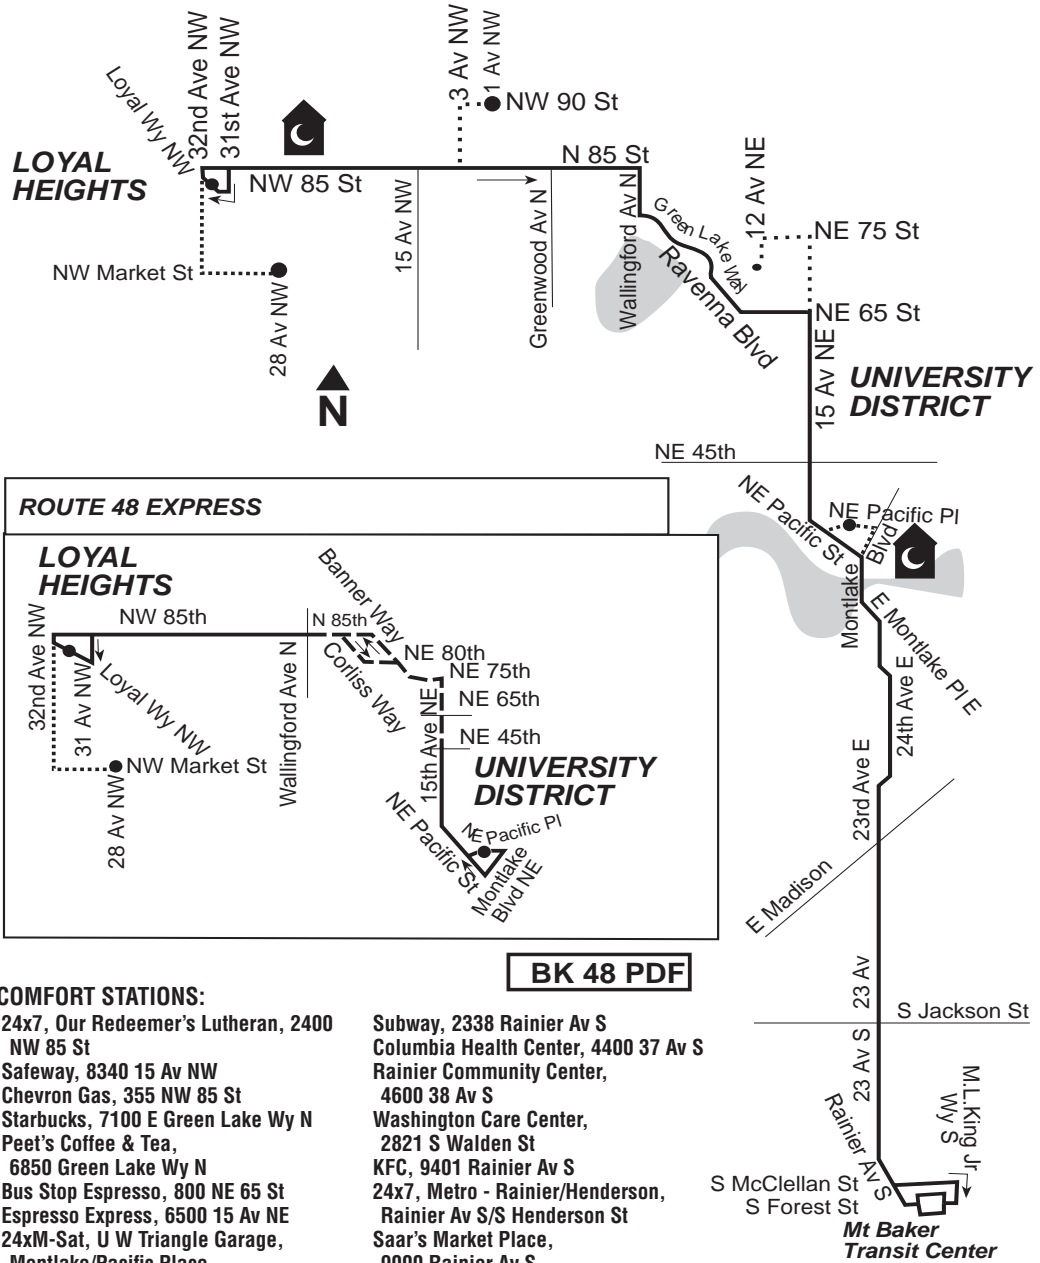 32nd Ave NW
31st Ave NW
Loyal Wy NW
3 Av NW
1 Av NW
NW 90 St
LOYAL
HEIGHTS
NW 85 St
N 85 St
12 Av NE
NE 75 St
Green Lake Way
Ravenna Blvd
Wallingford Av N
Greenwood Av N
15 Av NW
NW Market St
28 Av NW
N
NE 65 St
15 Av NE
UNIVERSITY
DISTRICT
NE 45th
NE Pacific St
NE Pacific Pl
Montlake
Blvd
E Montlake Pl E
24th Ave E
23rd Ave E
E Madison
23 Av
S Jackson St
23 Av S
Rainier Av S
M.L.King Jr
Wy S
S McClellan St
S Forest St
Mt Baker
Transit Center
ROUTE 48 EXPRESS
LOYAL
HEIGHTS
32nd Ave NW
NW 85th
31 Av NW
Loyal Wy NW
NW Market St
28 Av NW
Wallingford Ave N
N 85th
Banner Way
Corliss Way
NE 80th
NE 75th
NE 65th
NE 45th
15th Ave NE
UNIVERSITY
DISTRICT
NE Pacific St
NE Pacific Pl
Montlake
Blvd NE
BK 48 PDF
COMFORT STATIONS:
24x7, Our Redeemer's Lutheran, 2400
NW 85 St
Safeway, 8340 15 Av NW
Chevron Gas, 355 NW 85 St
Starbucks, 7100 E Green Lake Wy N
Peet's Coffee & Tea,
6850 Green Lake Wy N
Bus Stop Espresso, 800 NE 65 St
Espresso Express, 6500 15 Av NE
24xM-Sat, U W Triangle Garage,
Montlake/Pacific Place
Subway, 2338 Rainier Av S
Columbia Health Center, 4400 37 Av S
Rainier Community Center,
4600 38 Av S
Washington Care Center,
2821 S Walden St
KFC, 9401 Rainier Av S
24x7, Metro - Rainier/Henderson,
Rainier Av S/S Henderson St
Saar's Market Place,
9000 Rainier Av S